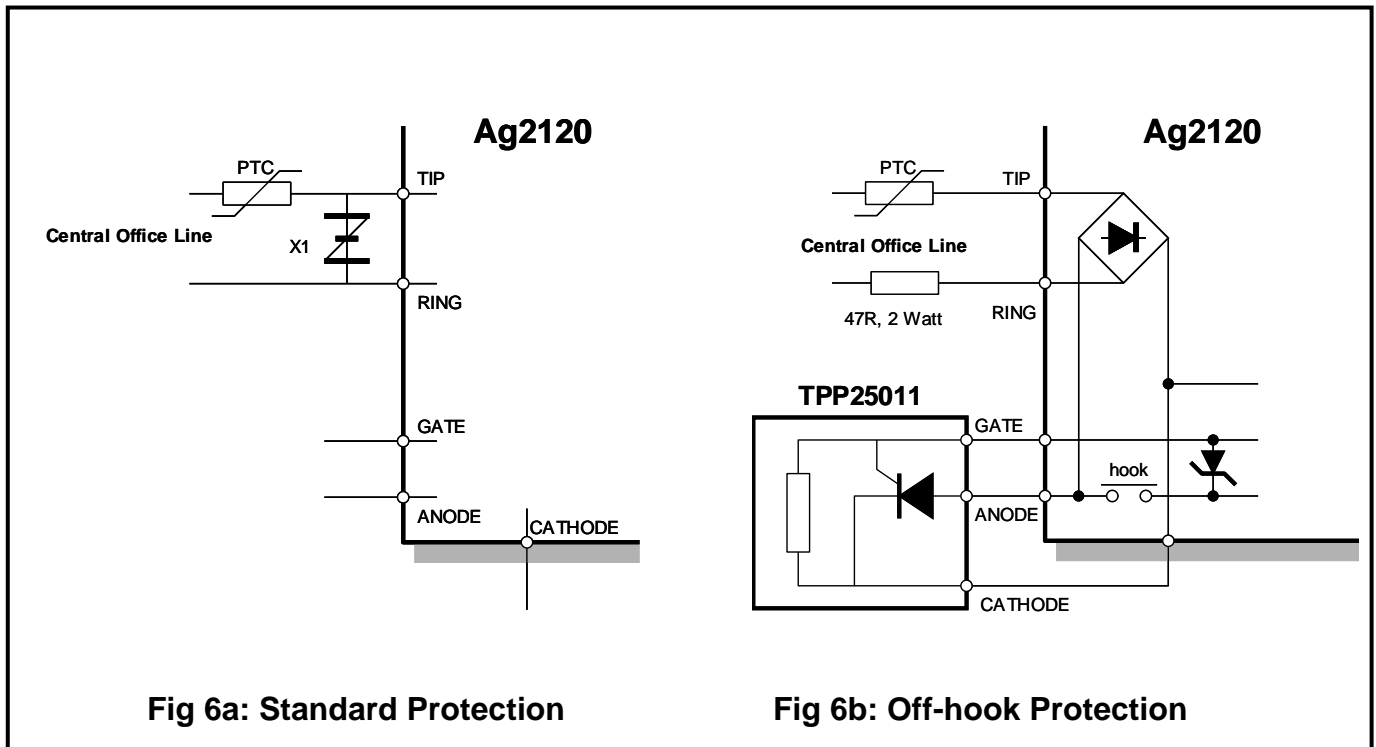 Ag2120
PTC
TIP
Central Office Line
X1
RING
GATE
ANODE
CATHODE
Fig 6a: Standard Protection
Ag2120
PTC
TIP
Central Office Line
47R, 2 Watt
RING
TPP25011
GATE
hook
ANODE
CATHODE
Fig 6b: Off-hook Protection